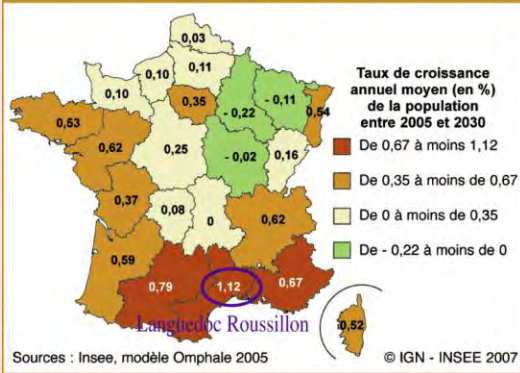 0,03
0,10
0,10
0,11
- 0,22
- 0,11
0,54
0,35
0,53
0,62
0,25
- 0,02
0,16
0,37
0,08
0
0,62
0,59
0,79
1,12
0,67
0,52
Languedoc Roussillon
Taux de croissance
annuel moyen (en %)
de la population
entre 2005 et 2030
De 0,67 à moins 1,12
De 0,35 à moins de 0,67
De 0 à moins de 0,35
De - 0,22 à moins de 0
Sources : Insee, modèle Omphale 2005
© IGN - INSEE 2007